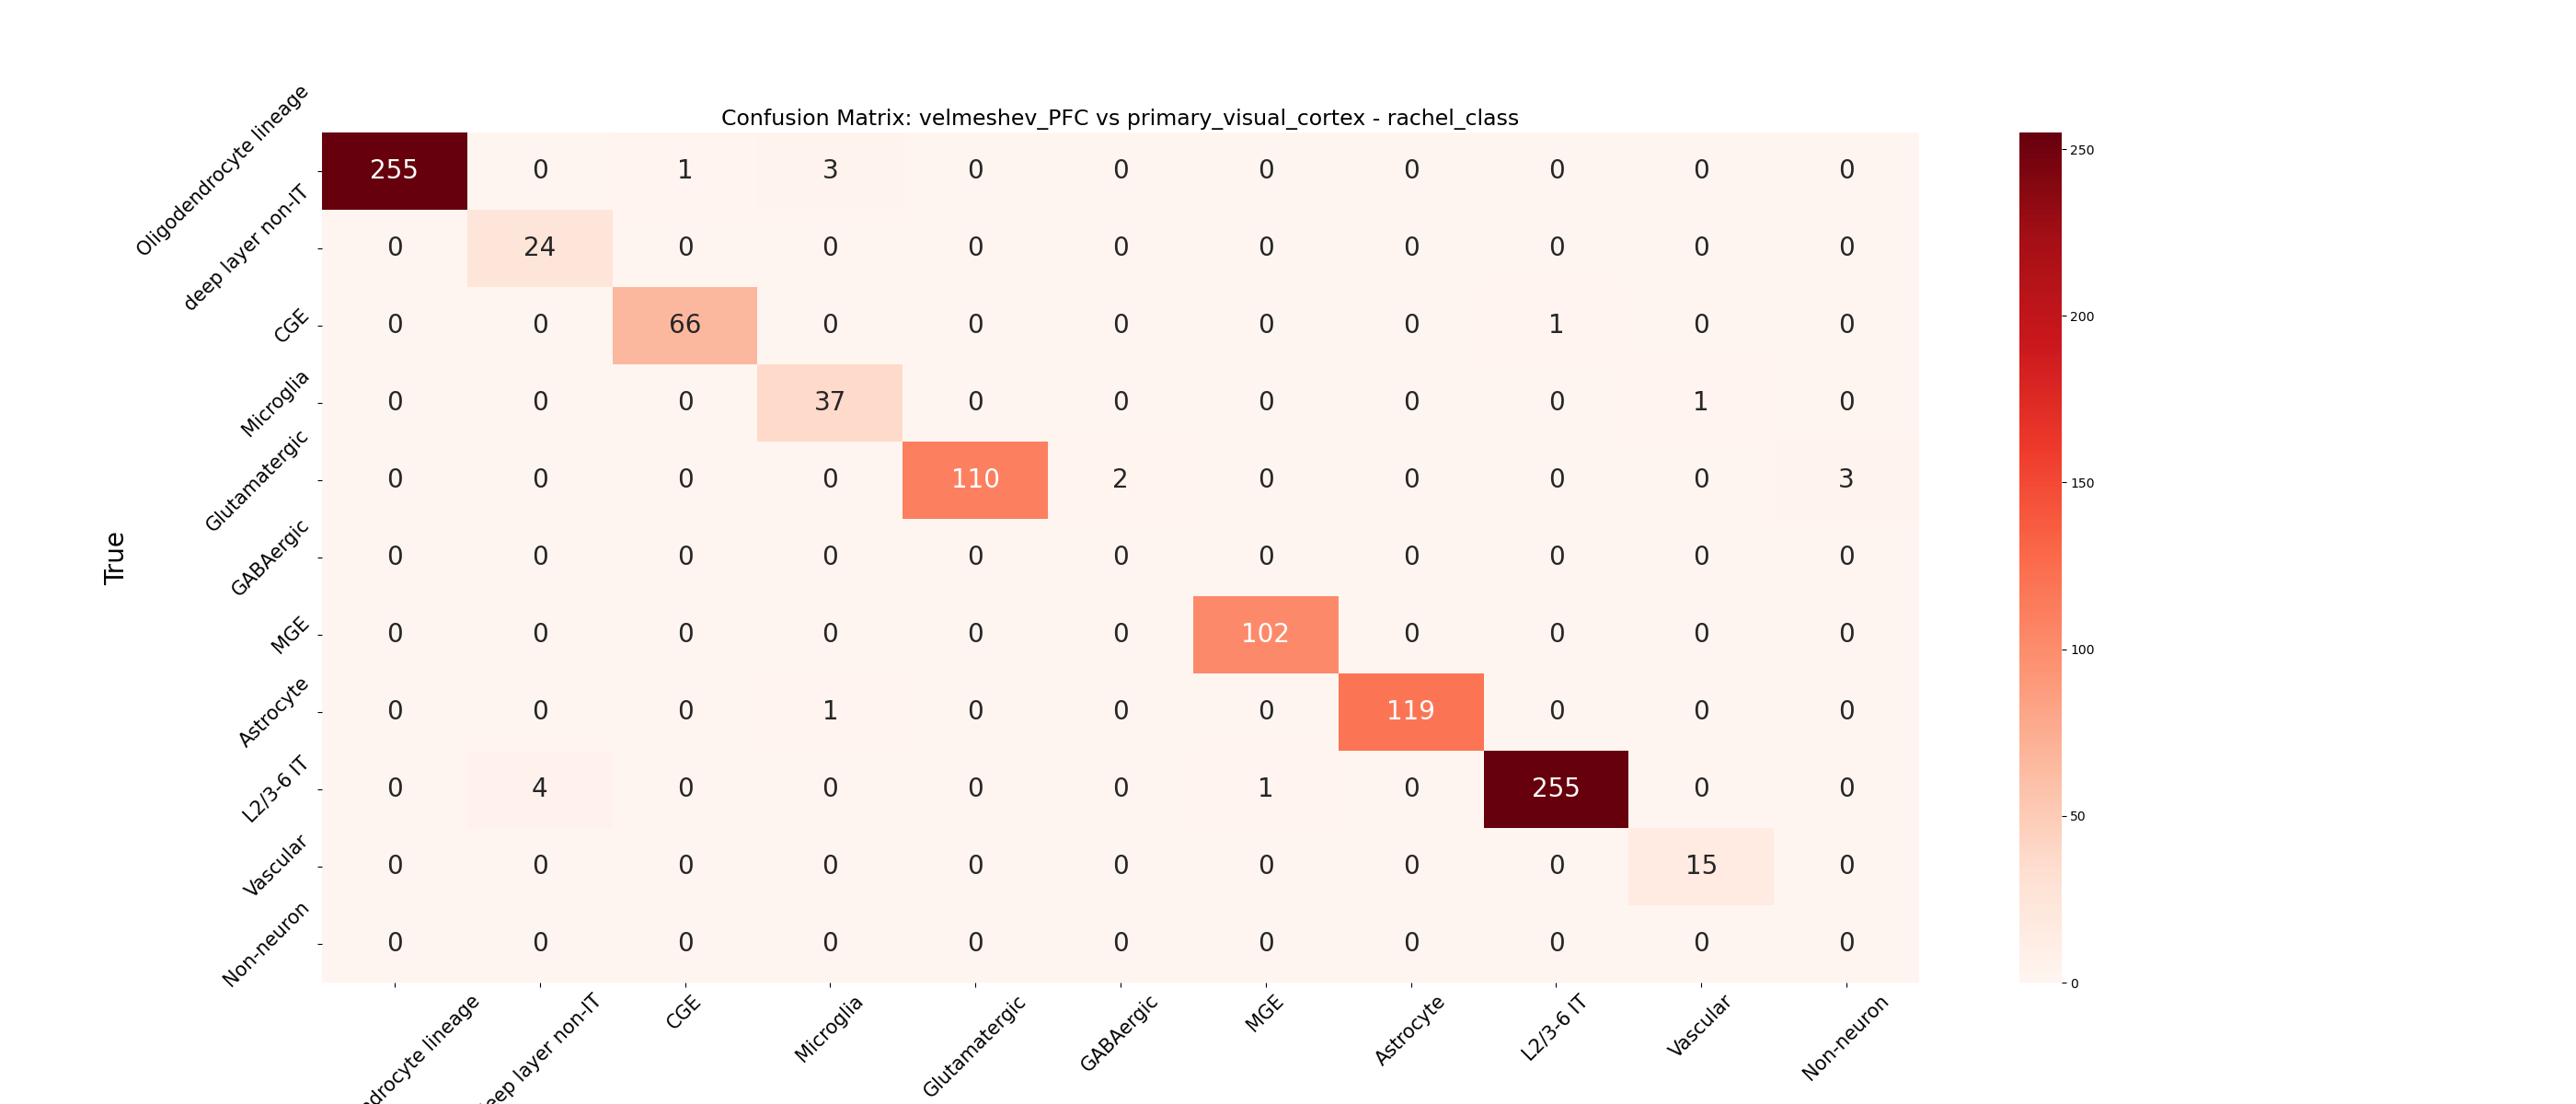 Confusion Matrix: velmeshev_PFC vs primary_visual_cortex - rachel_class
True
Oligodendrocyte lineage 255 0 1 3 0 0 0 0 0 0 0
deep layer non-IT 0 24 0 0 0 0 0 0 0 0 0
CGE 0 0 66 0 0 0 0 0 1 0 0
Microglia 0 0 0 37 0 0 0 0 0 1 0
Glutamatergic 0 0 0 0 110 2 0 0 0 0 3
GABAergic 0 0 0 0 0 0 0 0 0 0 0
MGE 0 0 0 0 0 0 102 0 0 0 0
Astrocyte 0 0 0 1 0 0 0 119 0 0 0
L2/3-6 IT 0 4 0 0 0 0 1 0 255 0 0
Vascular 0 0 0 0 0 0 0 0 0 15 0
Non-neuron 0 0 0 0 0 0 0 0 0 0 0
ndrocyte lineage
eep layer non-IT
CGE
Microglia
Glutamatergic
GABAergic
MGE
Astrocyte
L2/3-6 IT
Vascular
Non-neuron
250
200
150
100
50
0